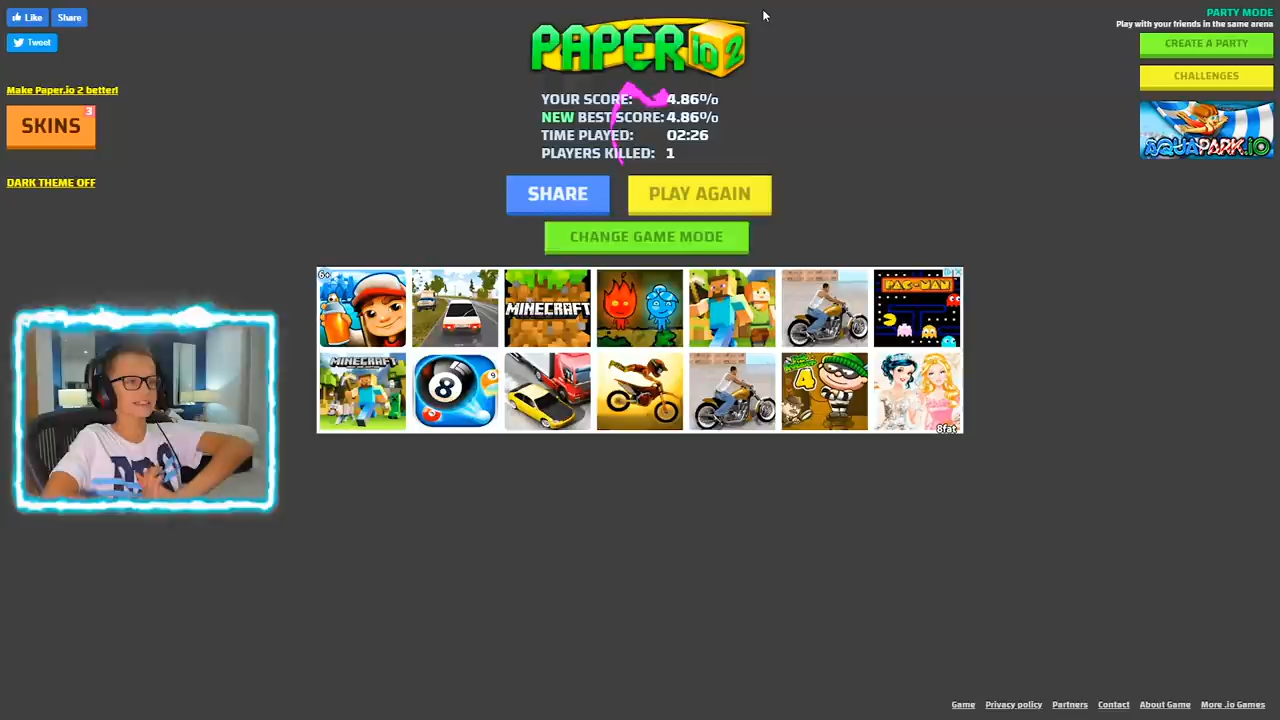 Like Share
Tweet
Make Paper.io 2 better!
SKINS 3
DARK THEME OFF
PAPER io 2
YOUR SCORE: 4.86%
NEW BEST SCORE: 4.86%
TIME PLAYED: 02:26
PLAYERS KILLED: 1
SHARE PLAY AGAIN
CHANGE GAME MODE
PARTY MODE
Play with your friends in the same arena
CREATE A PARTY
CHALLENGES
AQUAPARK.IO
6+
MINECRAFT
PAC-MAN
MINECRAFT
8
9
4
8fat
Game Privacy policy Partners Contact About Game More .io Games